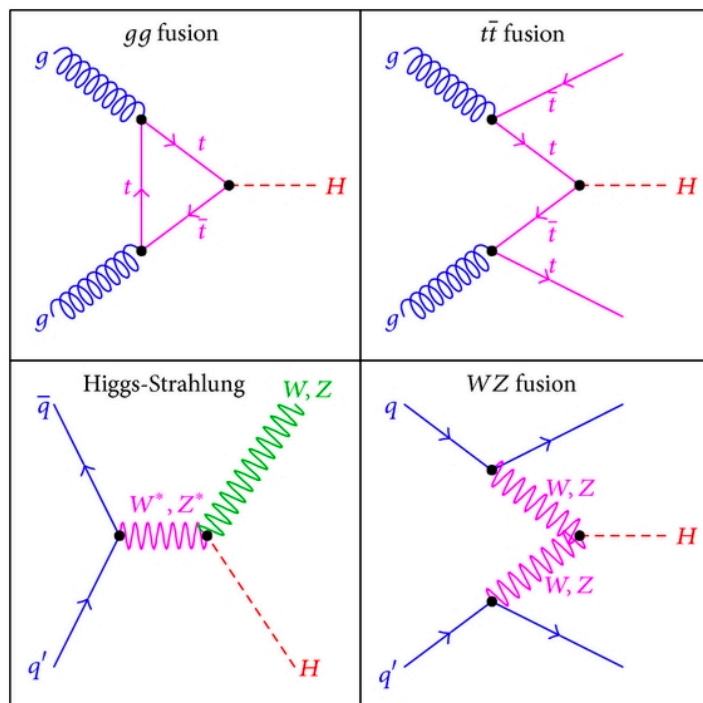 gg fusion
g
t
t
t̄
H
g
tt̄ fusion
g
t̄
t
H
t̄
t
g
Higgs-Strahlung
q̄
W, Z
W*, Z*
q′
H
WZ fusion
q
W, Z
H
W, Z
q′